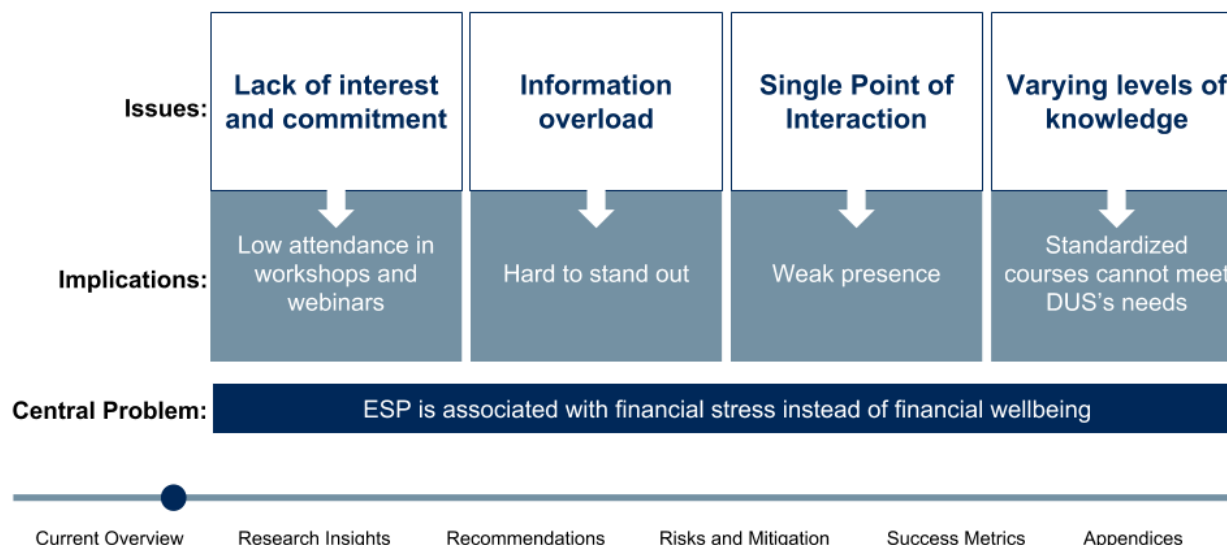 Issues:
Lack of interest
and commitment
Information
overload
Single Point of
Interaction
Varying levels of
knowledge
Implications:
Low attendance in
workshops and
webinars
Hard to stand out
Weak presence
Standardized
courses cannot meet
DUS's needs
Central Problem:
ESP is associated with financial stress instead of financial wellbeing
Current Overview
Research Insights
Recommendations
Risks and Mitigation
Success Metrics
Appendices